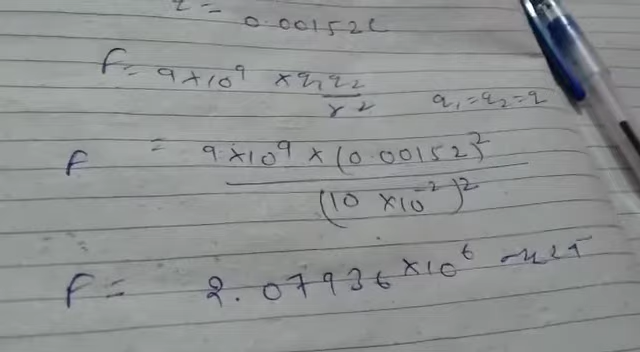 q =
0.00152C
F = 9×10⁹ × q₁q₂ / r²
q₁=q₂=q
F = 9×10⁹ × (0.00152)² / (10 ×10⁻²)²
F = 2.07936×10⁶